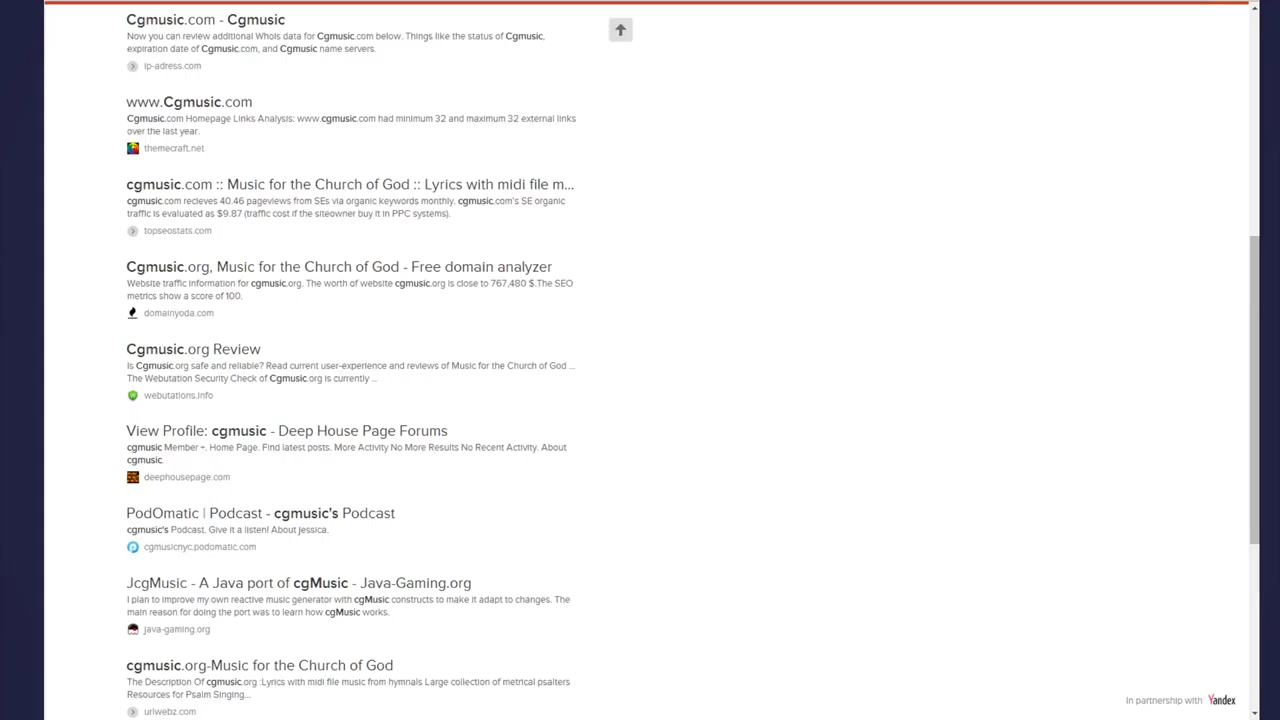 Cgmusic.com - Cgmusic
Now you can review additional Whois data for Cgmusic.com below. Things like the status of Cgmusic,
expiration date of Cgmusic.com, and Cgmusic name servers.
ip-adress.com
www.Cgmusic.com
Cgmusic.com Homepage Links Analysis: www.cgmusic.com had minimum 32 and maximum 32 external links
over the last year.
themecraft.net
cgmusic.com :: Music for the Church of God :: Lyrics with midi file m...
cgmusic.com recieves 40.46 pageviews from SEs via organic keywords monthly. cgmusic.com's SE organic
traffic is evaluated as $9.87 (traffic cost if the siteowner buy it in PPC systems).
topseostats.com
Cgmusic.org, Music for the Church of God - Free domain analyzer
Website traffic information for cgmusic.org. The worth of website cgmusic.org is close to 767,480 $.The SEO
metrics show a score of 100.
domainyoda.com
Cgmusic.org Review
Is Cgmusic.org safe and reliable? Read current user-experience and reviews of Music for the Church of God ...
The Webutation Security Check of Cgmusic.org is currently ...
webutations.info
View Profile: cgmusic - Deep House Page Forums
cgmusic Member +. Home Page. Find latest posts. More Activity No More Results No Recent Activity. About
cgmusic.
deephousepage.com
PodOmatic | Podcast - cgmusic's Podcast
cgmusic's Podcast. Give it a listen! About jessica.
cgmusicnyc.podomatic.com
JcgMusic - A Java port of cgMusic - Java-Gaming.org
I plan to improve my own reactive music generator with cgMusic constructs to make it adapt to changes. The
main reason for doing the port was to learn how cgMusic works.
java-gaming.org
cgmusic.org-Music for the Church of God
The Description Of cgmusic.org :Lyrics with midi file music from hymnals Large collection of metrical psalters
Resources for Psalm Singing...
urlwebz.com
In partnership with Yandex